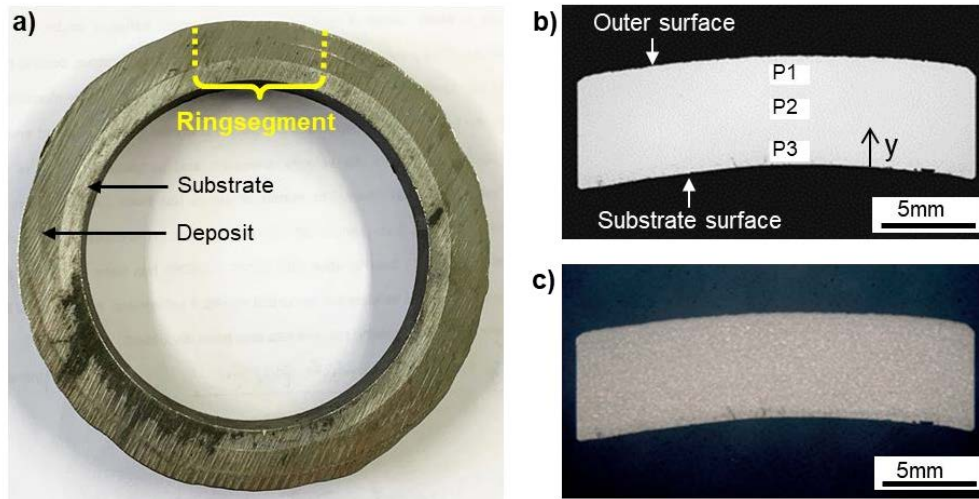 a)
Ringsegment
Substrate
Deposit
b)
Outer surface
P1
P2
P3
y
Substrate surface
5mm
c)
5mm